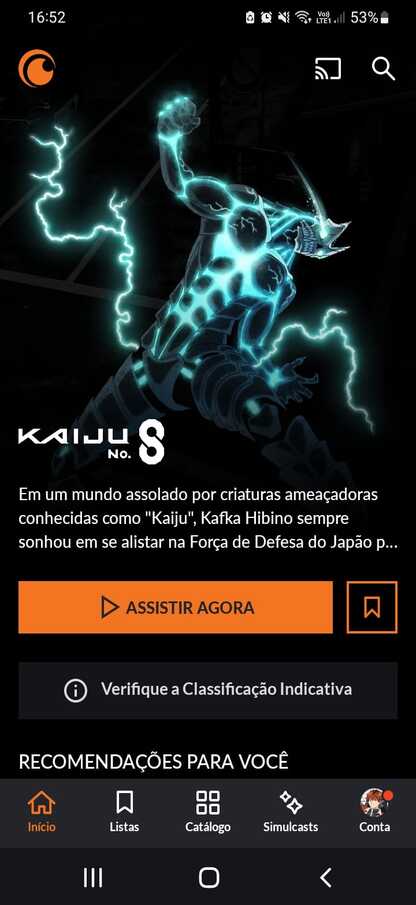 16:52
Vo))
LTE1
53%
KAIJU
No. 8
Em um mundo assolado por criaturas ameaçadoras
conhecidas como "Kaiju", Kafka Hibino sempre
sonhou em se alistar na Força de Defesa do Japão p...
ASSISTIR AGORA
Verifique a Classificação Indicativa
RECOMENDAÇÕES PARA VOCÊ
Início
Listas
Catálogo
Simulcasts
Conta